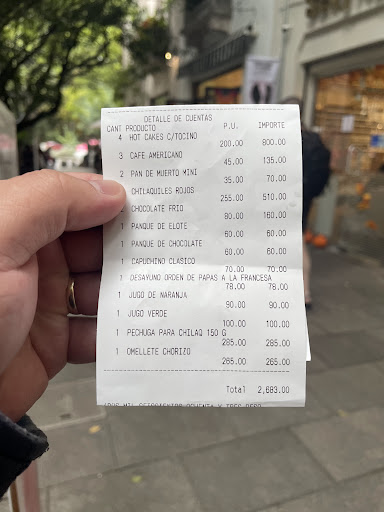 DETALLE DE CUENTAS
CANT PRODUCTO P.U. IMPORTE
4 HOT CAKES C/TOCINO
200.00 800.00
3 CAFE AMERICANO
45.00 135.00
2 PAN DE MUERTO MINI
35.00 70.00
CHILAQUILES ROJOS
255.00 510.00
2 CHOCOLATE FRIO
80.00 160.00
1 PANQUE DE ELOTE
60.00 60.00
1 PANQUE DE CHOCOLATE
60.00 60.00
1 CAPUCHINO CLASICO
70.00 70.00
1 DESAYUNO ORDEN DE PAPAS A LA FRANCESA
78.00 78.00
1 JUGO DE NARANJA
90.00 90.00
1 JUGO VERDE
100.00 100.00
1 PECHUGA PARA CHILAQ 150 G
285.00 285.00
1 OMELLETE CHORIZO
265.00 265.00
Total 2,683.00